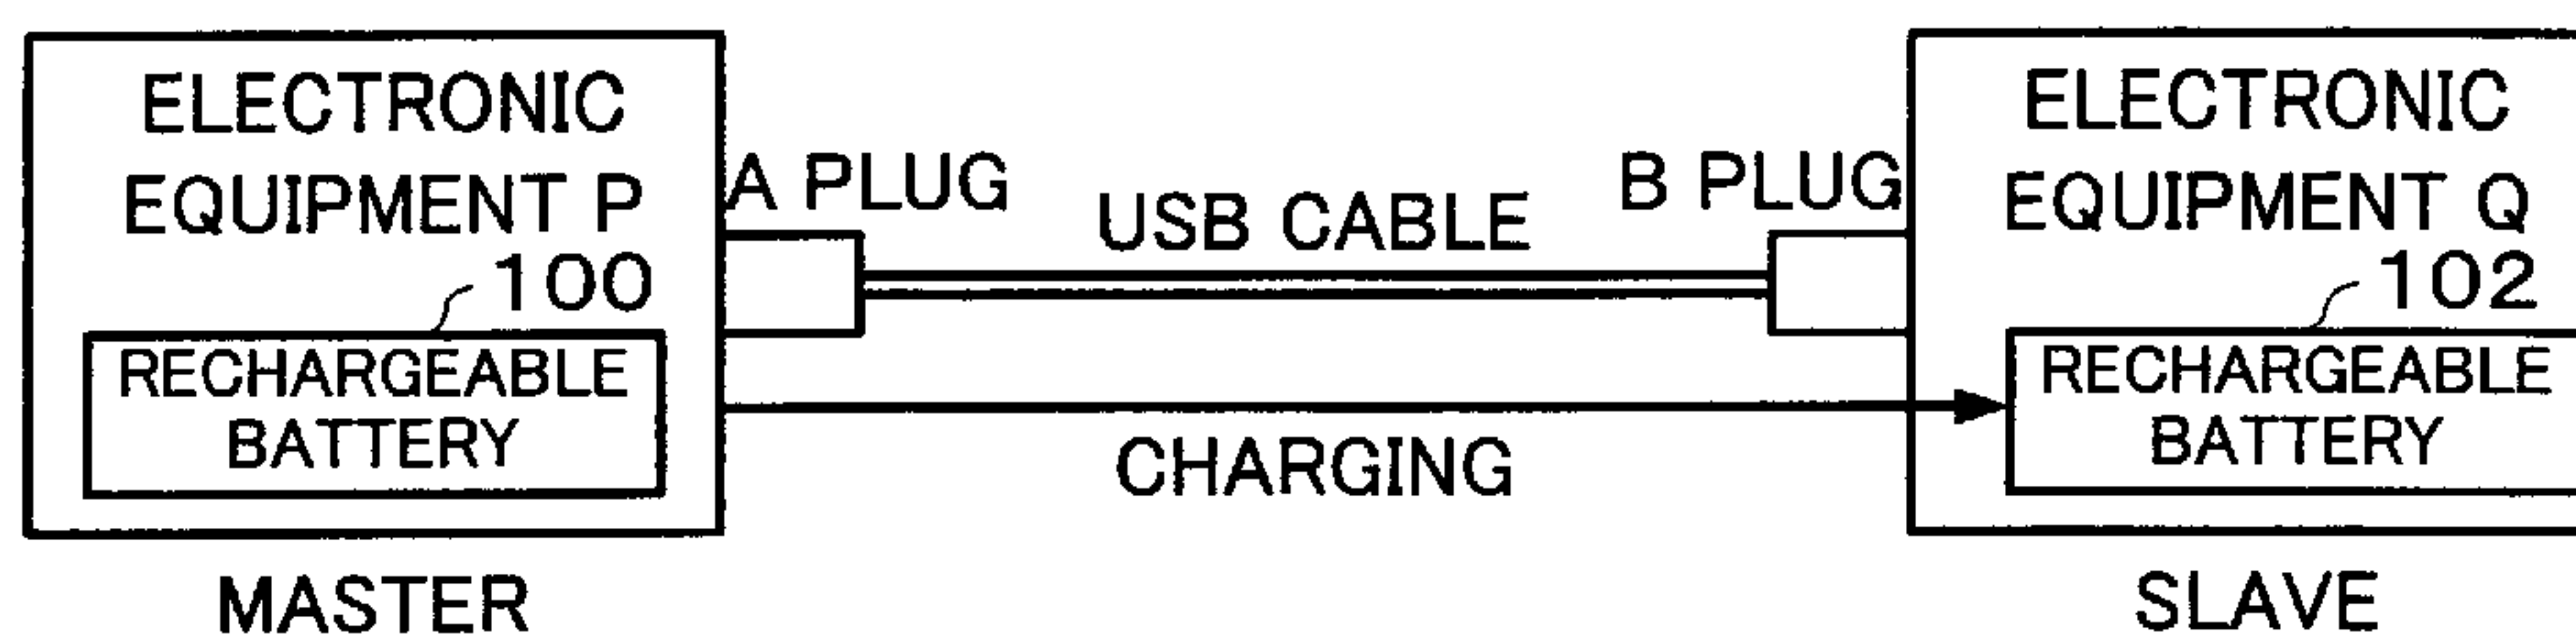 ELECTRONIC
EQUIPMENT P
100
RECHARGEABLE
BATTERY
MASTER
A PLUG
USB CABLE
B PLUG
CHARGING
ELECTRONIC
EQUIPMENT Q
102
RECHARGEABLE
BATTERY
SLAVE